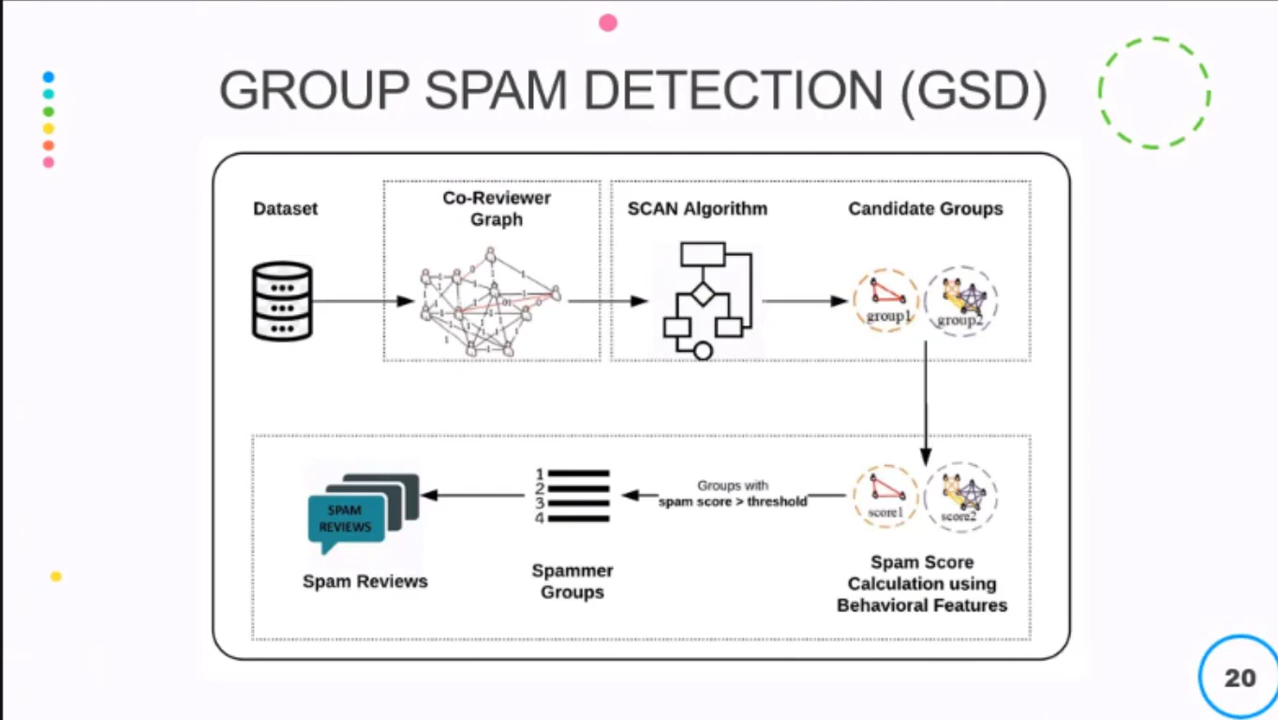 GROUP SPAM DETECTION (GSD)
Dataset
Co-Reviewer
Graph
SCAN Algorithm
Candidate Groups
group1
group2
SPAM
REVIEWS
Spam Reviews
1
2
3
4
Spammer
Groups
Groups with
spam score > threshold
score1
score2
Spam Score
Calculation using
Behavioral Features
20